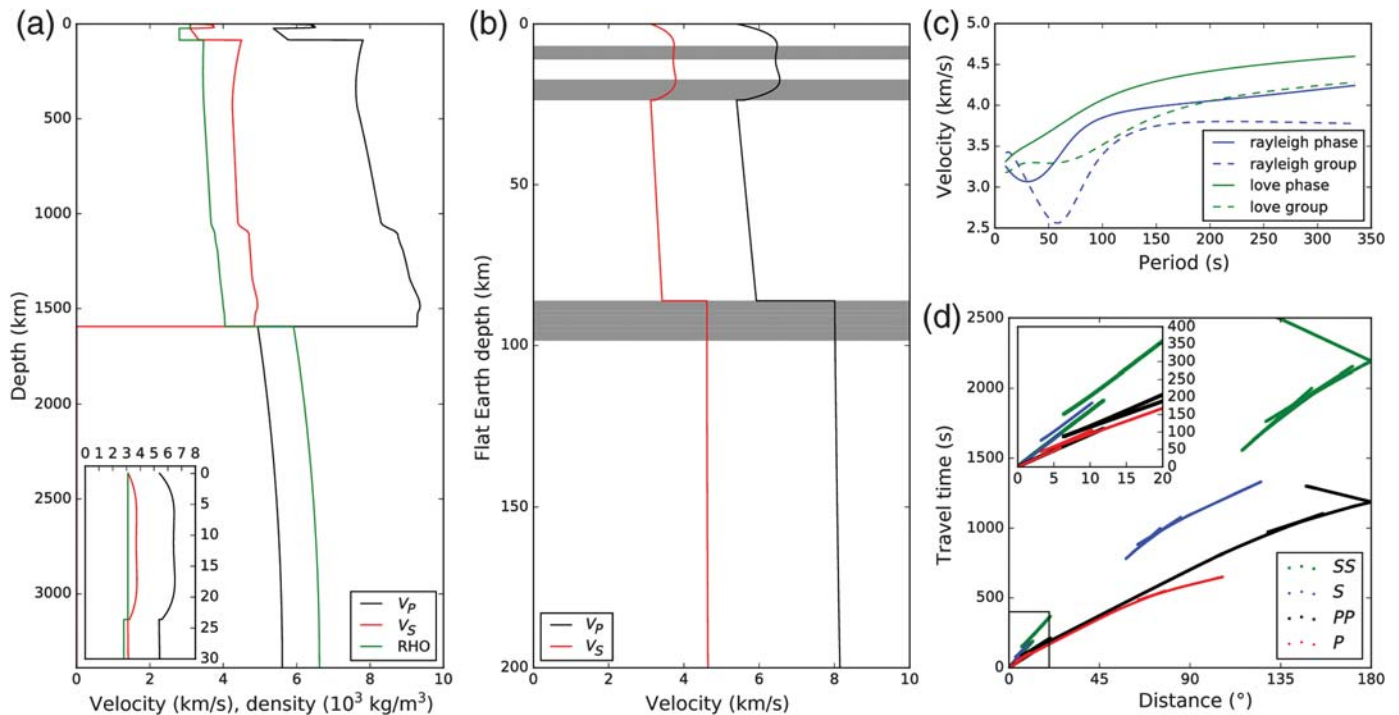 (a)
0
500
1000
1500
2000
2500
3000
Depth (km)
0 1 2 3 4 5 6 7 8
0
5
10
15
20
25
30
V_P
V_S
RHO
0 2 4 6 8 10
Velocity (km/s), density (10³ kg/m³)
(b)
0
50
100
150
200
Flat Earth depth (km)
V_P
V_S
0 2 4 6 8 10
Velocity (km/s)
(c)
5.0
4.5
4.0
3.5
3.0
2.5
Velocity (km/s)
rayleigh phase
rayleigh group
love phase
love group
0 50 100 150 200 250 300 350
Period (s)
(d)
2500
2000
1500
1000
500
0
Travel time (s)
400
350
300
250
200
150
100
50
0
0 5 10 15 20
SS
S
PP
P
0 45 90 135 180
Distance (°)